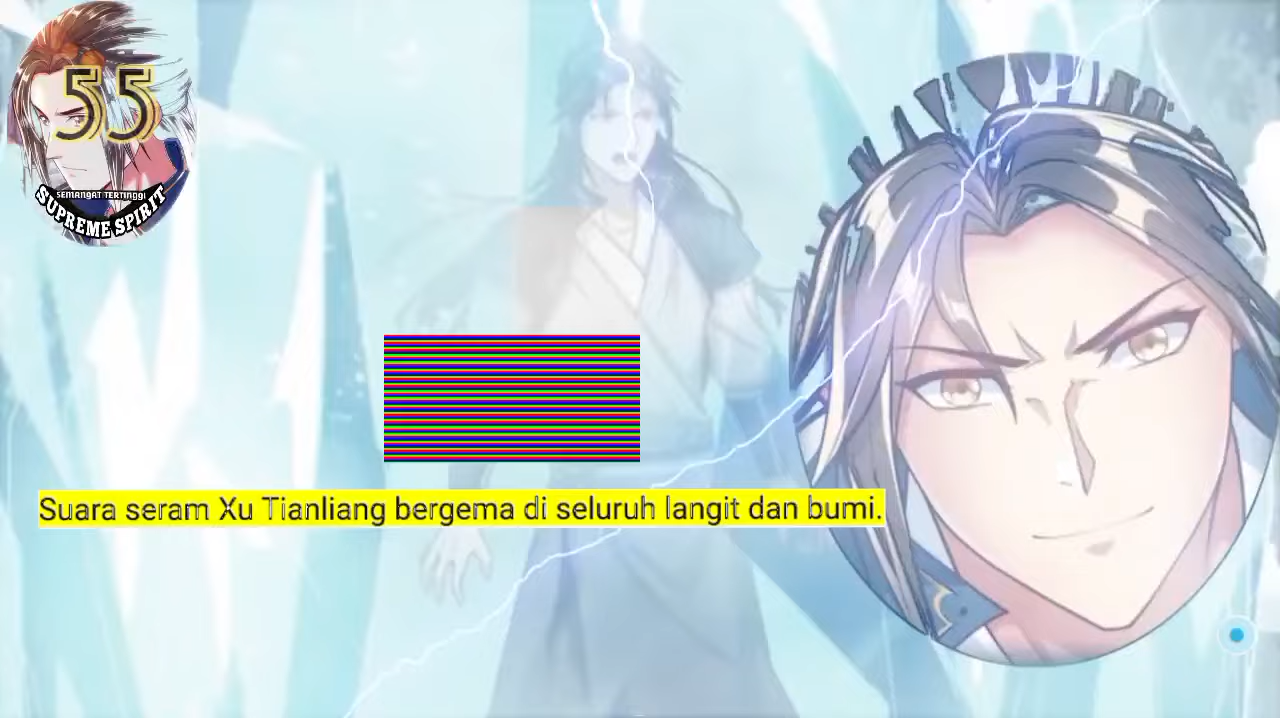 55
SEMANGAT TERTINGGI
SUPREME SPIRIT
Suara seram Xu Tianliang bergema di seluruh langit dan bumi.